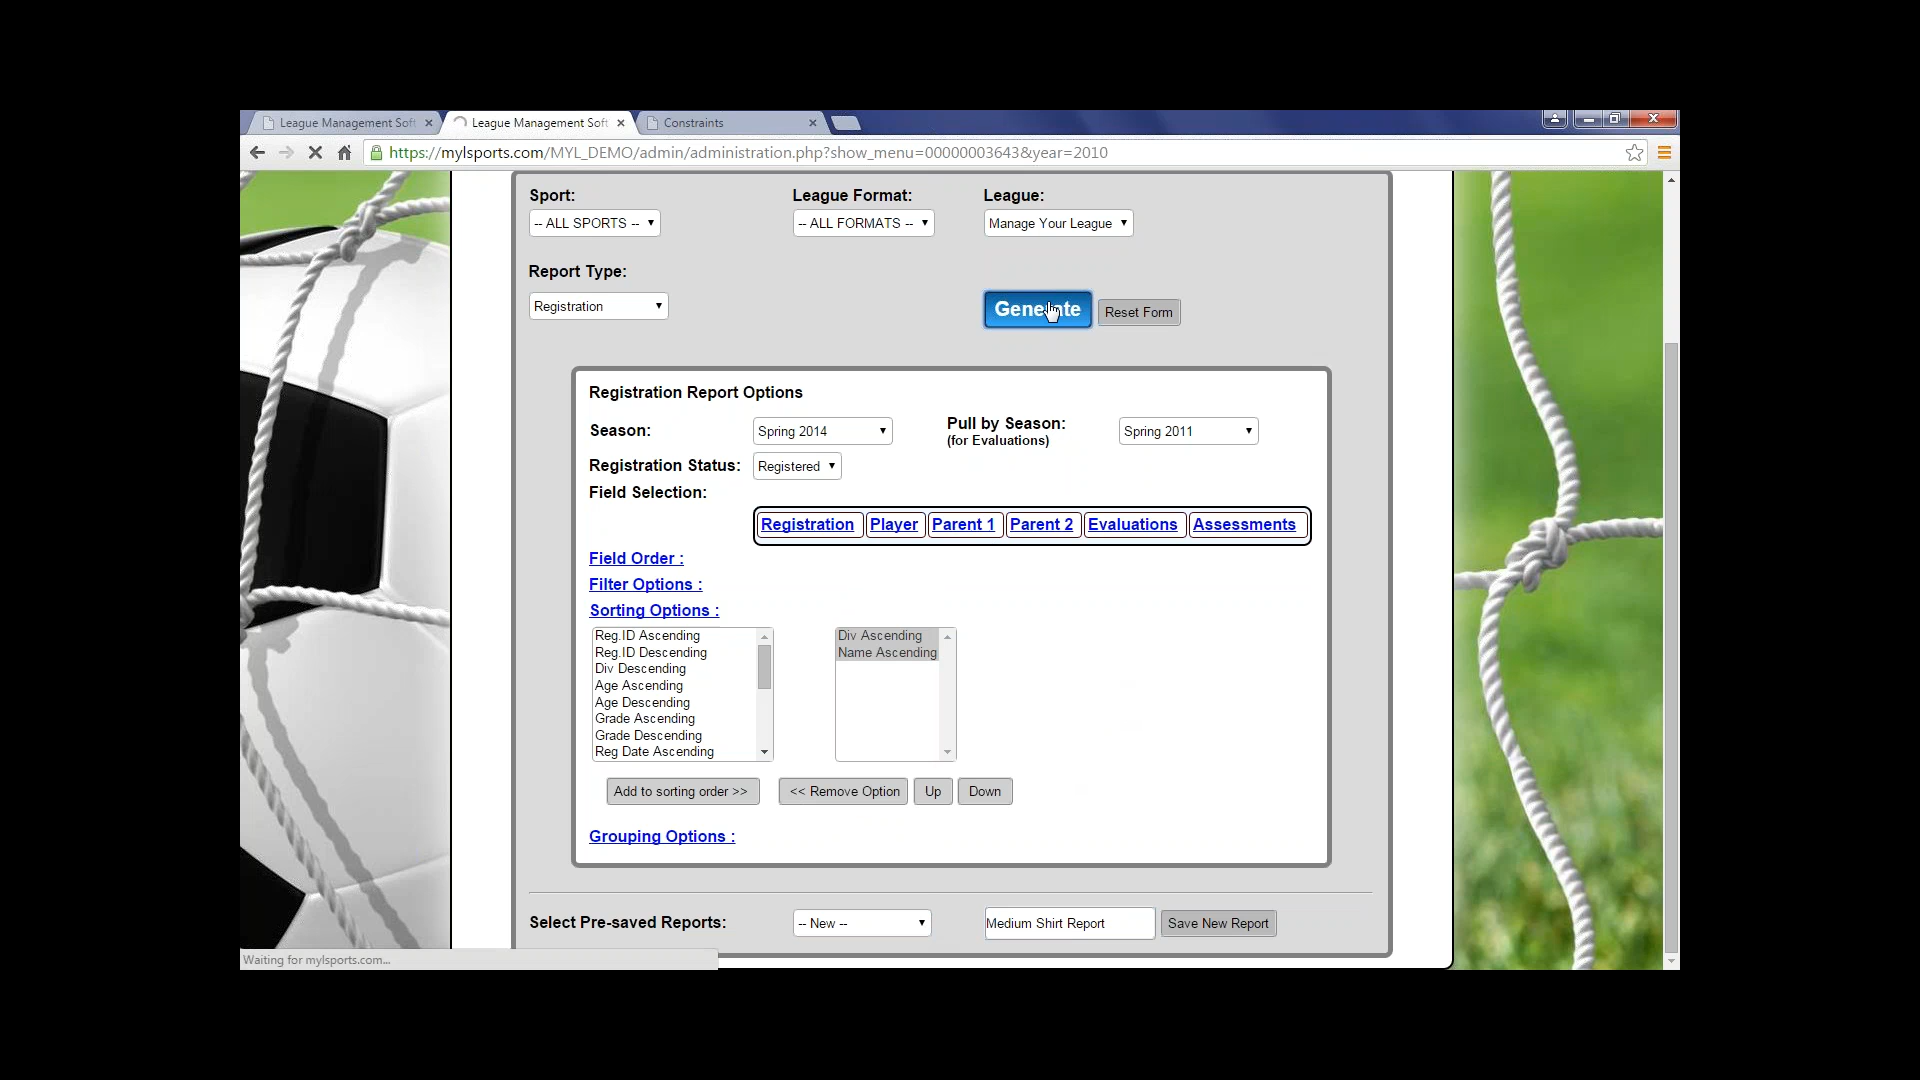 League Management Soft
League Management Soft
Constraints
https://mylsports.com/MYL_DEMO/admin/administration.php?show_menu=00000003643&year=2010
Sport: League Format: League:
-- ALL SPORTS -- -- ALL FORMATS -- Manage Your League
Report Type:
Registration Generate Reset Form
Registration Report Options
Season: Spring 2014 Pull by Season: Spring 2011
(for Evaluations)
Registration Status: Registered
Field Selection:
Registration Player Parent 1 Parent 2 Evaluations Assessments
Field Order :
Filter Options :
Sorting Options :
Reg.ID Ascending Div Ascending
Reg.ID Descending Name Ascending
Div Descending
Age Ascending
Age Descending
Grade Ascending
Grade Descending
Reg Date Ascending
Add to sorting order >> << Remove Option Up Down
Grouping Options :
Select Pre-saved Reports: -- New -- Medium Shirt Report Save New Report
Waiting for mylsports.com...